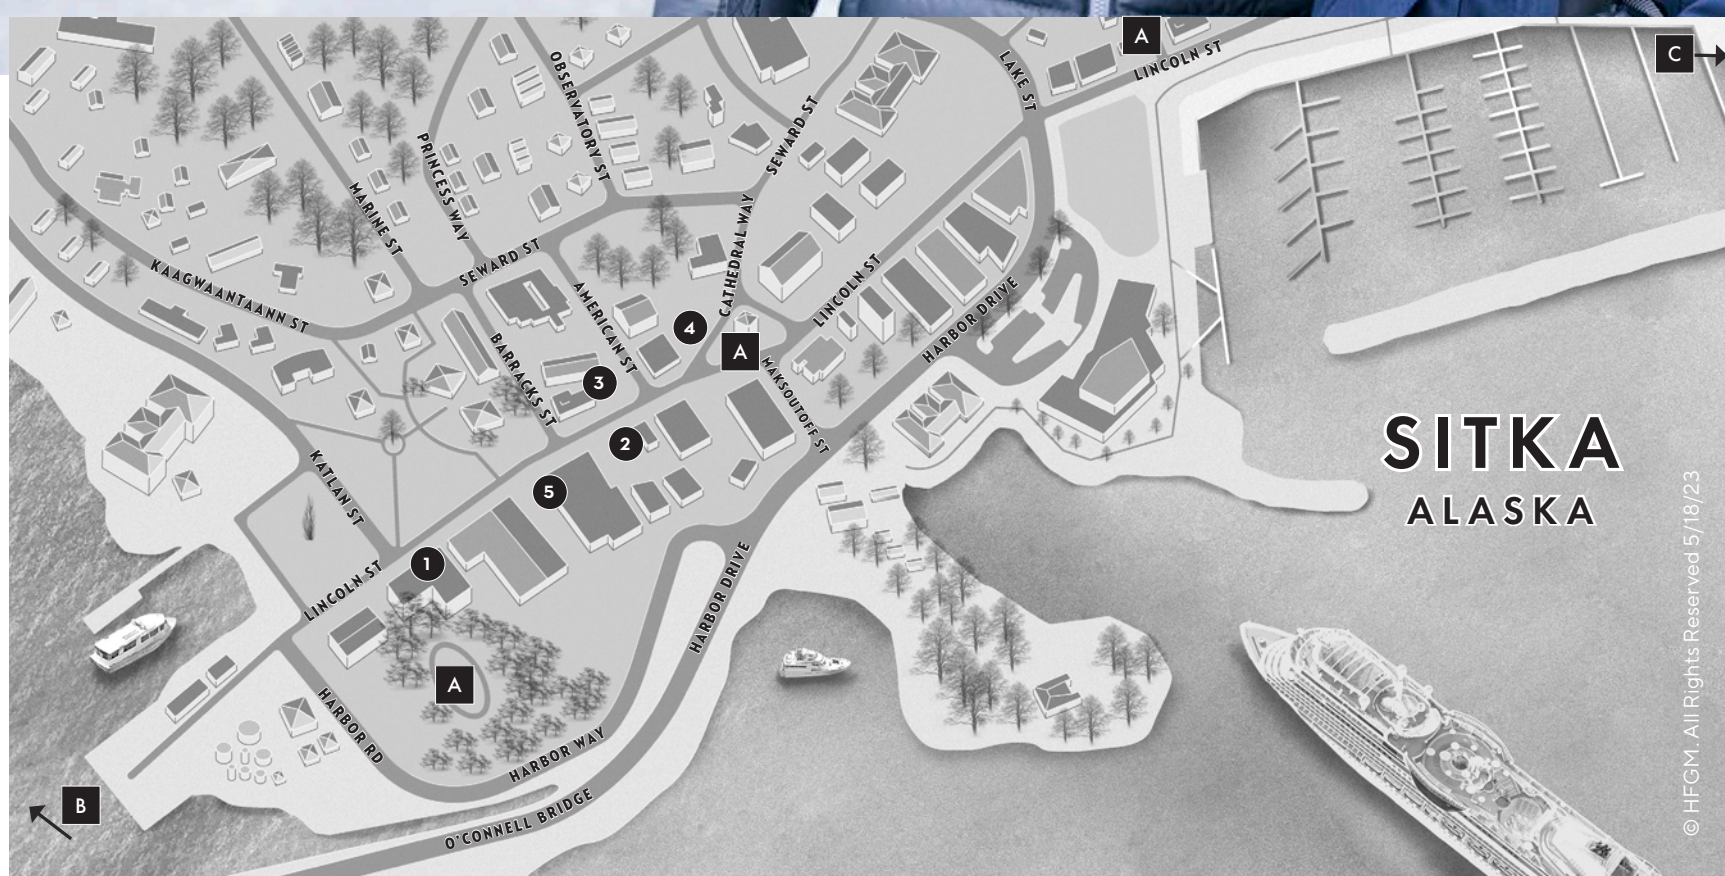 A
LINCOLN ST
C
LAKE ST
OBSERVATORY ST
SEWARD ST
PRINCESS WAY
MARINE ST
CATHEDRAL WAY
SEWARD ST
KAAGWAANTAANN ST
AMERICAN ST
LINCOLN ST
HARBOR DRIVE
4
A
BARRACKS ST
3
MAKSOUTOFF ST
2
SITKA
ALASKA
KATLAN ST
5
1
LINCOLN ST
HARBOR DRIVE
A
HARBOR RD
HARBOR WAY
B
O'CONNELL BRIDGE
© HFGM. All Rights Reserved 5/18/23